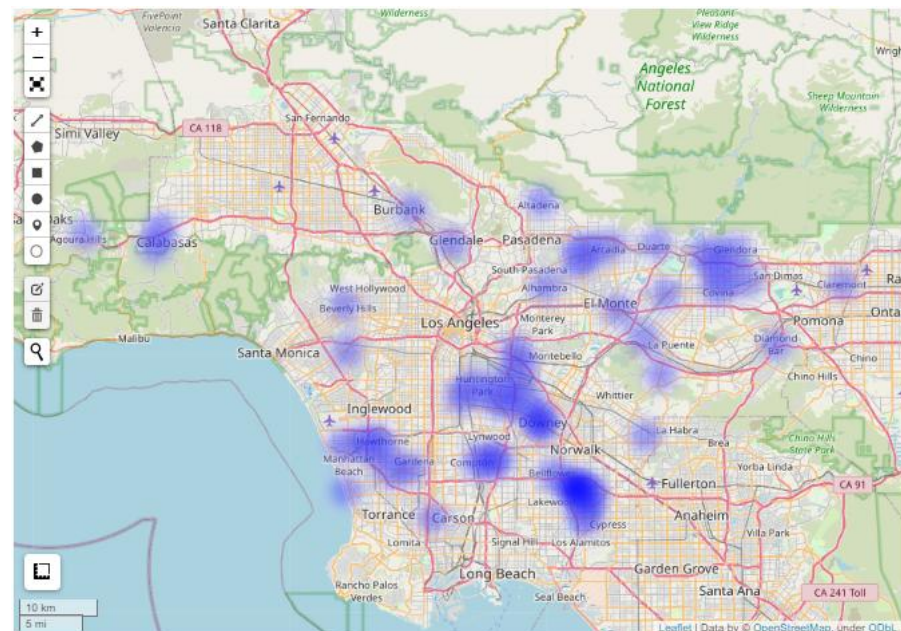 FivePoint
Valencia
Santa Clarita
Wilderness
Pleasant
View Ridge
Wilderness
Angeles
National
Forest
Sheep Mountain
Wilderness
+
−
Simi Valley
CA 118
San Fernando
Oaks
Agoura Hills
Calabasas
Burbank
Altadena
Glendale
Pasadena
Arcadia
Duarte
Glendora
South Pasadena
San Dimas
Claremont
West Hollywood
Beverly Hills
Alhambra
El Monte
Covina
Los Angeles
Monterey
Park
Pomona
Malibu
Santa Monica
Montebello
La Puente
Diamond
Bar
Chino
Chino Hills
Huntington
Park
Whittier
Inglewood
Downey
La Habra
Brea
Chino Hills
State Park
Hawthorne
Lynwood
Norwalk
Manhattan
Beach
Gardena
Yorba Linda
Fullerton
CA 91
Torrance
Carson
Cypress
Anaheim
Villa Park
Lomita
Signal Hill
Los Alamitos
Long Beach
Garden Grove
Rancho Palos
Verdes
Seal Beach
Santa Ana
CA 241 Toll
10 km
5 mi
Leaflet | Data by © OpenStreetMap, under ODbL